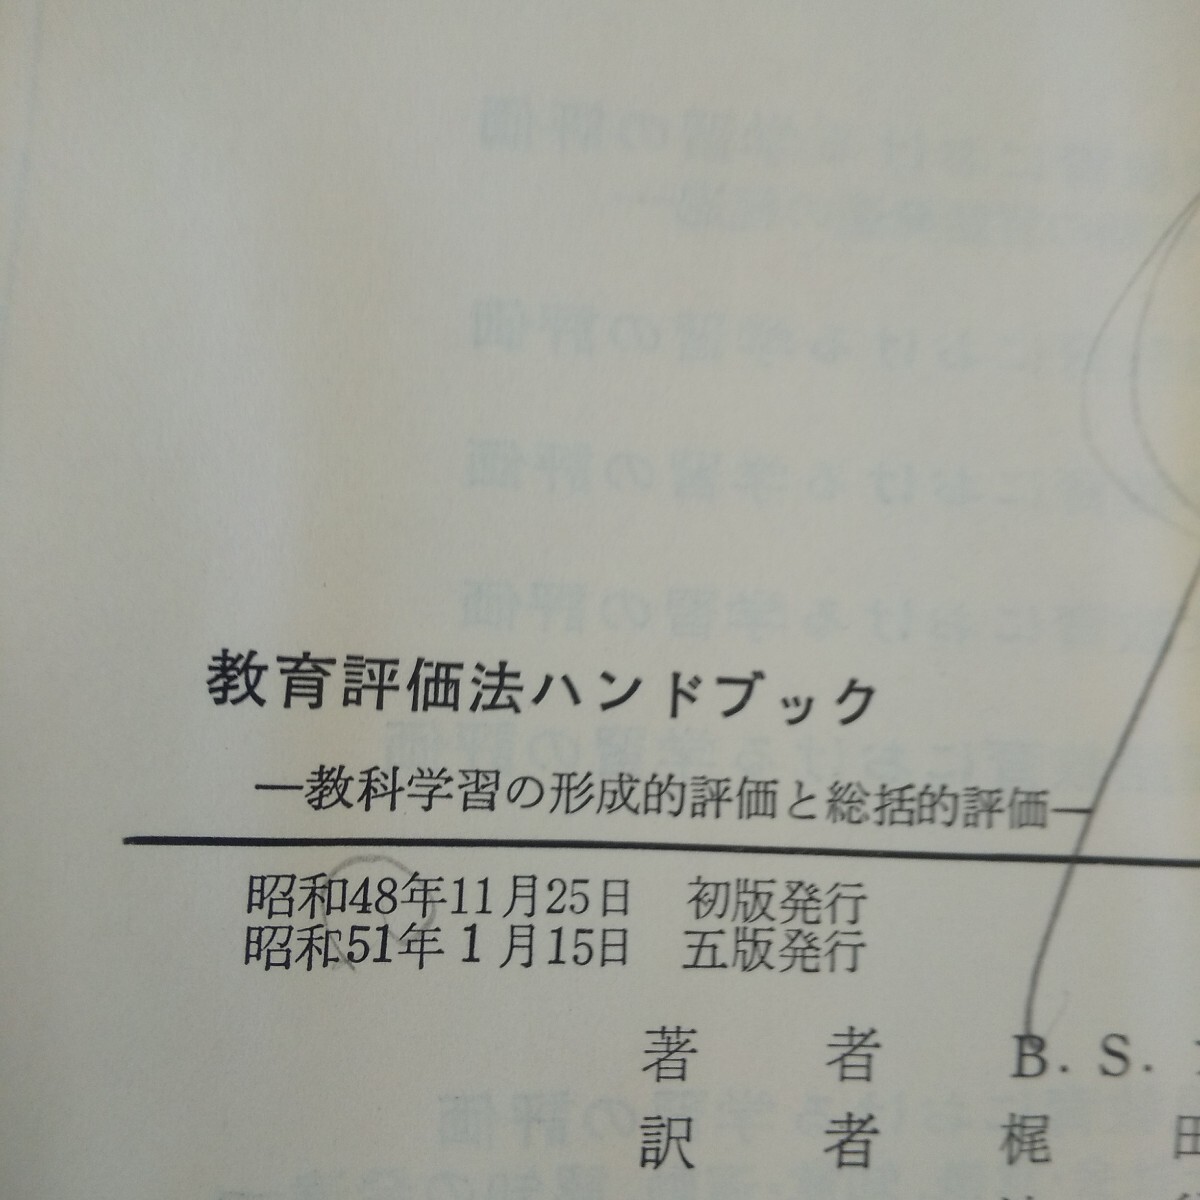 教育評価法ハンドブック
―教科学習の形成的評価と総括的評価―
昭和48年11月25日 初版発行
昭和51年1月15日 五版発行
著者 B. S.
訳者 梶田